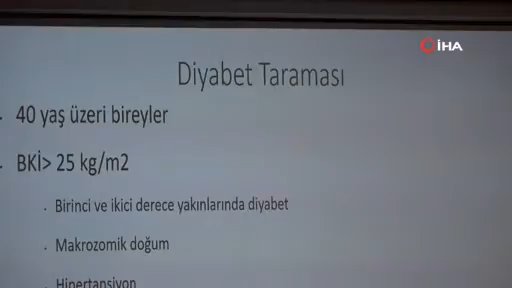 İHA
Diyabet Taraması
40 yaş üzeri bireyler
BKİ> 25 kg/m2
Birinci ve ikici derece yakınlarında diyabet
Makrozomik doğum
Hipertansiyon